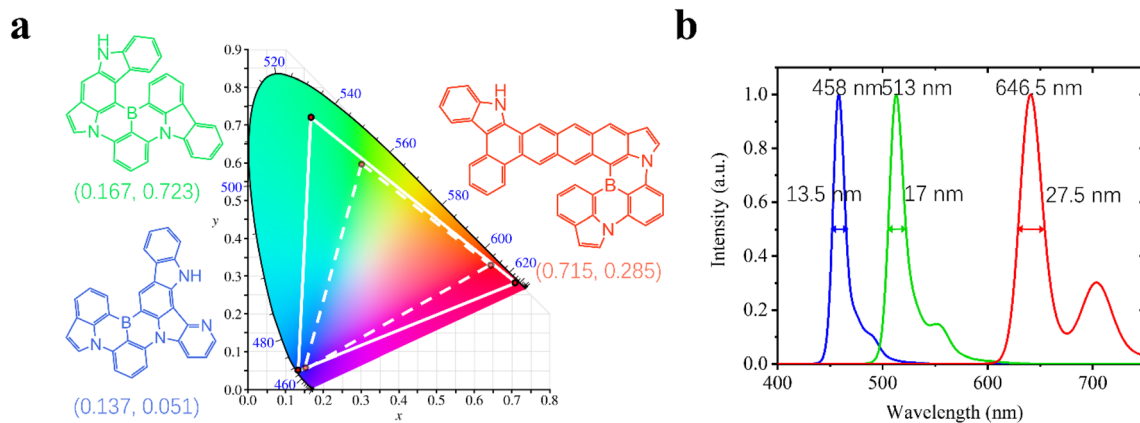 a
b
NH
B
N
N
(0.167, 0.723)
B
N
N
NH
N
(0.137, 0.051)
0.9
0.8
0.7
0.6
0.5
0.4
0.3
0.2
0.1
0.0
y
0.0 0.1 0.2 0.3 0.4 0.5 0.6 0.7 0.8
x
520
540
560
580
600
620
500
480
460
NH
N
B
N
(0.715, 0.285)
1.0
0.8
0.6
0.4
0.2
0.0
Intensity (a.u.)
458 nm 513 nm 646.5 nm
13.5 nm 17 nm 27.5 nm
400 500 600 700
Wavelength (nm)